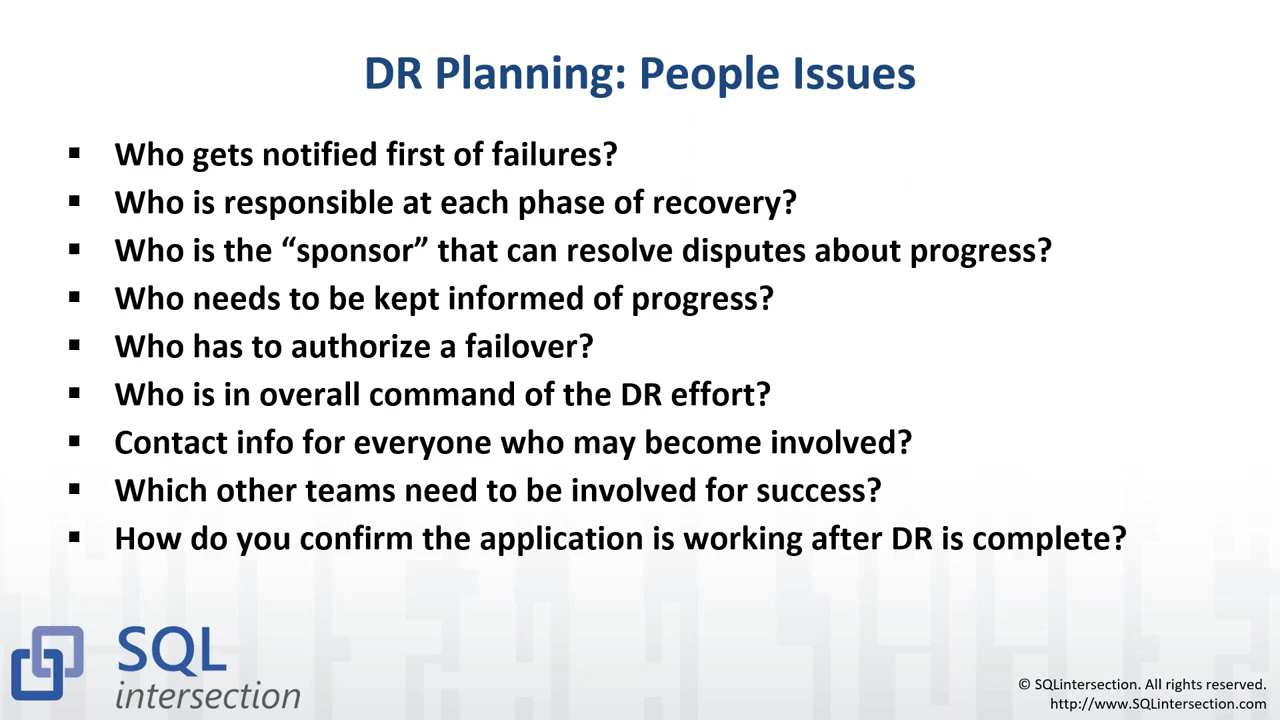 DR Planning: People Issues
▪ Who gets notified first of failures?
▪ Who is responsible at each phase of recovery?
▪ Who is the “sponsor” that can resolve disputes about progress?
▪ Who needs to be kept informed of progress?
▪ Who has to authorize a failover?
▪ Who is in overall command of the DR effort?
▪ Contact info for everyone who may become involved?
▪ Which other teams need to be involved for success?
▪ How do you confirm the application is working after DR is complete?
SQL
intersection
© SQLintersection. All rights reserved.
http://www.SQLintersection.com